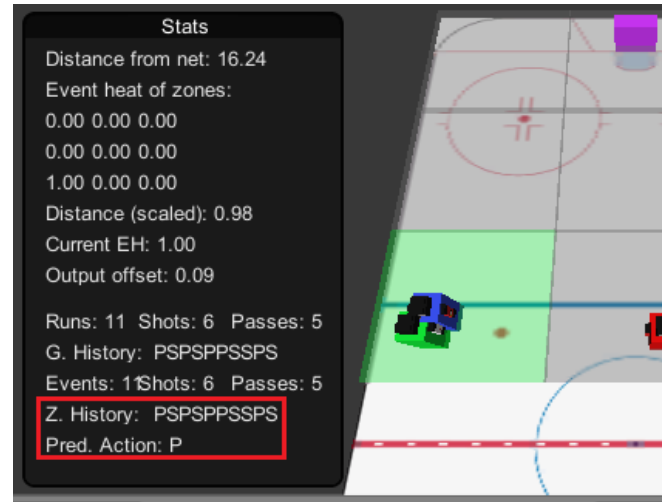 Stats
Distance from net: 16.24
Event heat of zones:
0.00 0.00 0.00
0.00 0.00 0.00
1.00 0.00 0.00
Distance (scaled): 0.98
Current EH: 1.00
Output offset: 0.09
Runs: 11 Shots: 6 Passes: 5
G. History: PSPSPPSSPS
Events: 11Shots: 6 Passes: 5
Z. History: PSPSPPSSPS
Pred. Action: P